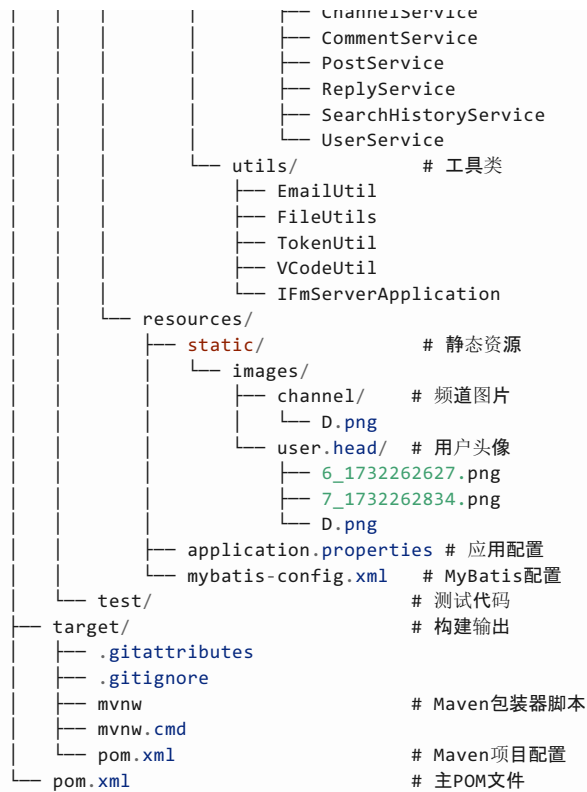 │   │   │       │       ├── ChannelService
│   │   │       │       ├── CommentService
│   │   │       │       ├── PostService
│   │   │       │       ├── ReplyService
│   │   │       │       ├── SearchHistoryService
│   │   │       │       └── UserService
│   │   │       └── utils/           # 工具类
│   │   │           ├── EmailUtil
│   │   │           ├── FileUtils
│   │   │           ├── TokenUtil
│   │   │           ├── VCodeUtil
│   │   │           └── IFmServerApplication
│   │   └── resources/
│   │       ├── static/              # 静态资源
│   │       │   └── images/
│   │       │       ├── channel/    # 频道图片
│   │       │       │   └── D.png
│   │       │       └── user.head/  # 用户头像
│   │       │           ├── 6_1732262627.png
│   │       │           ├── 7_1732262834.png
│   │       │           └── D.png
│   │       ├── application.properties # 应用配置
│   │       └── mybatis-config.xml   # MyBatis配置
│   └── test/                       # 测试代码
├── target/                         # 构建输出
│   ├── .gitattributes
│   ├── .gitignore
│   ├── mvnw                        # Maven包装器脚本
│   ├── mvnw.cmd
│   └── pom.xml                     # Maven项目配置
└── pom.xml                         # 主POM文件